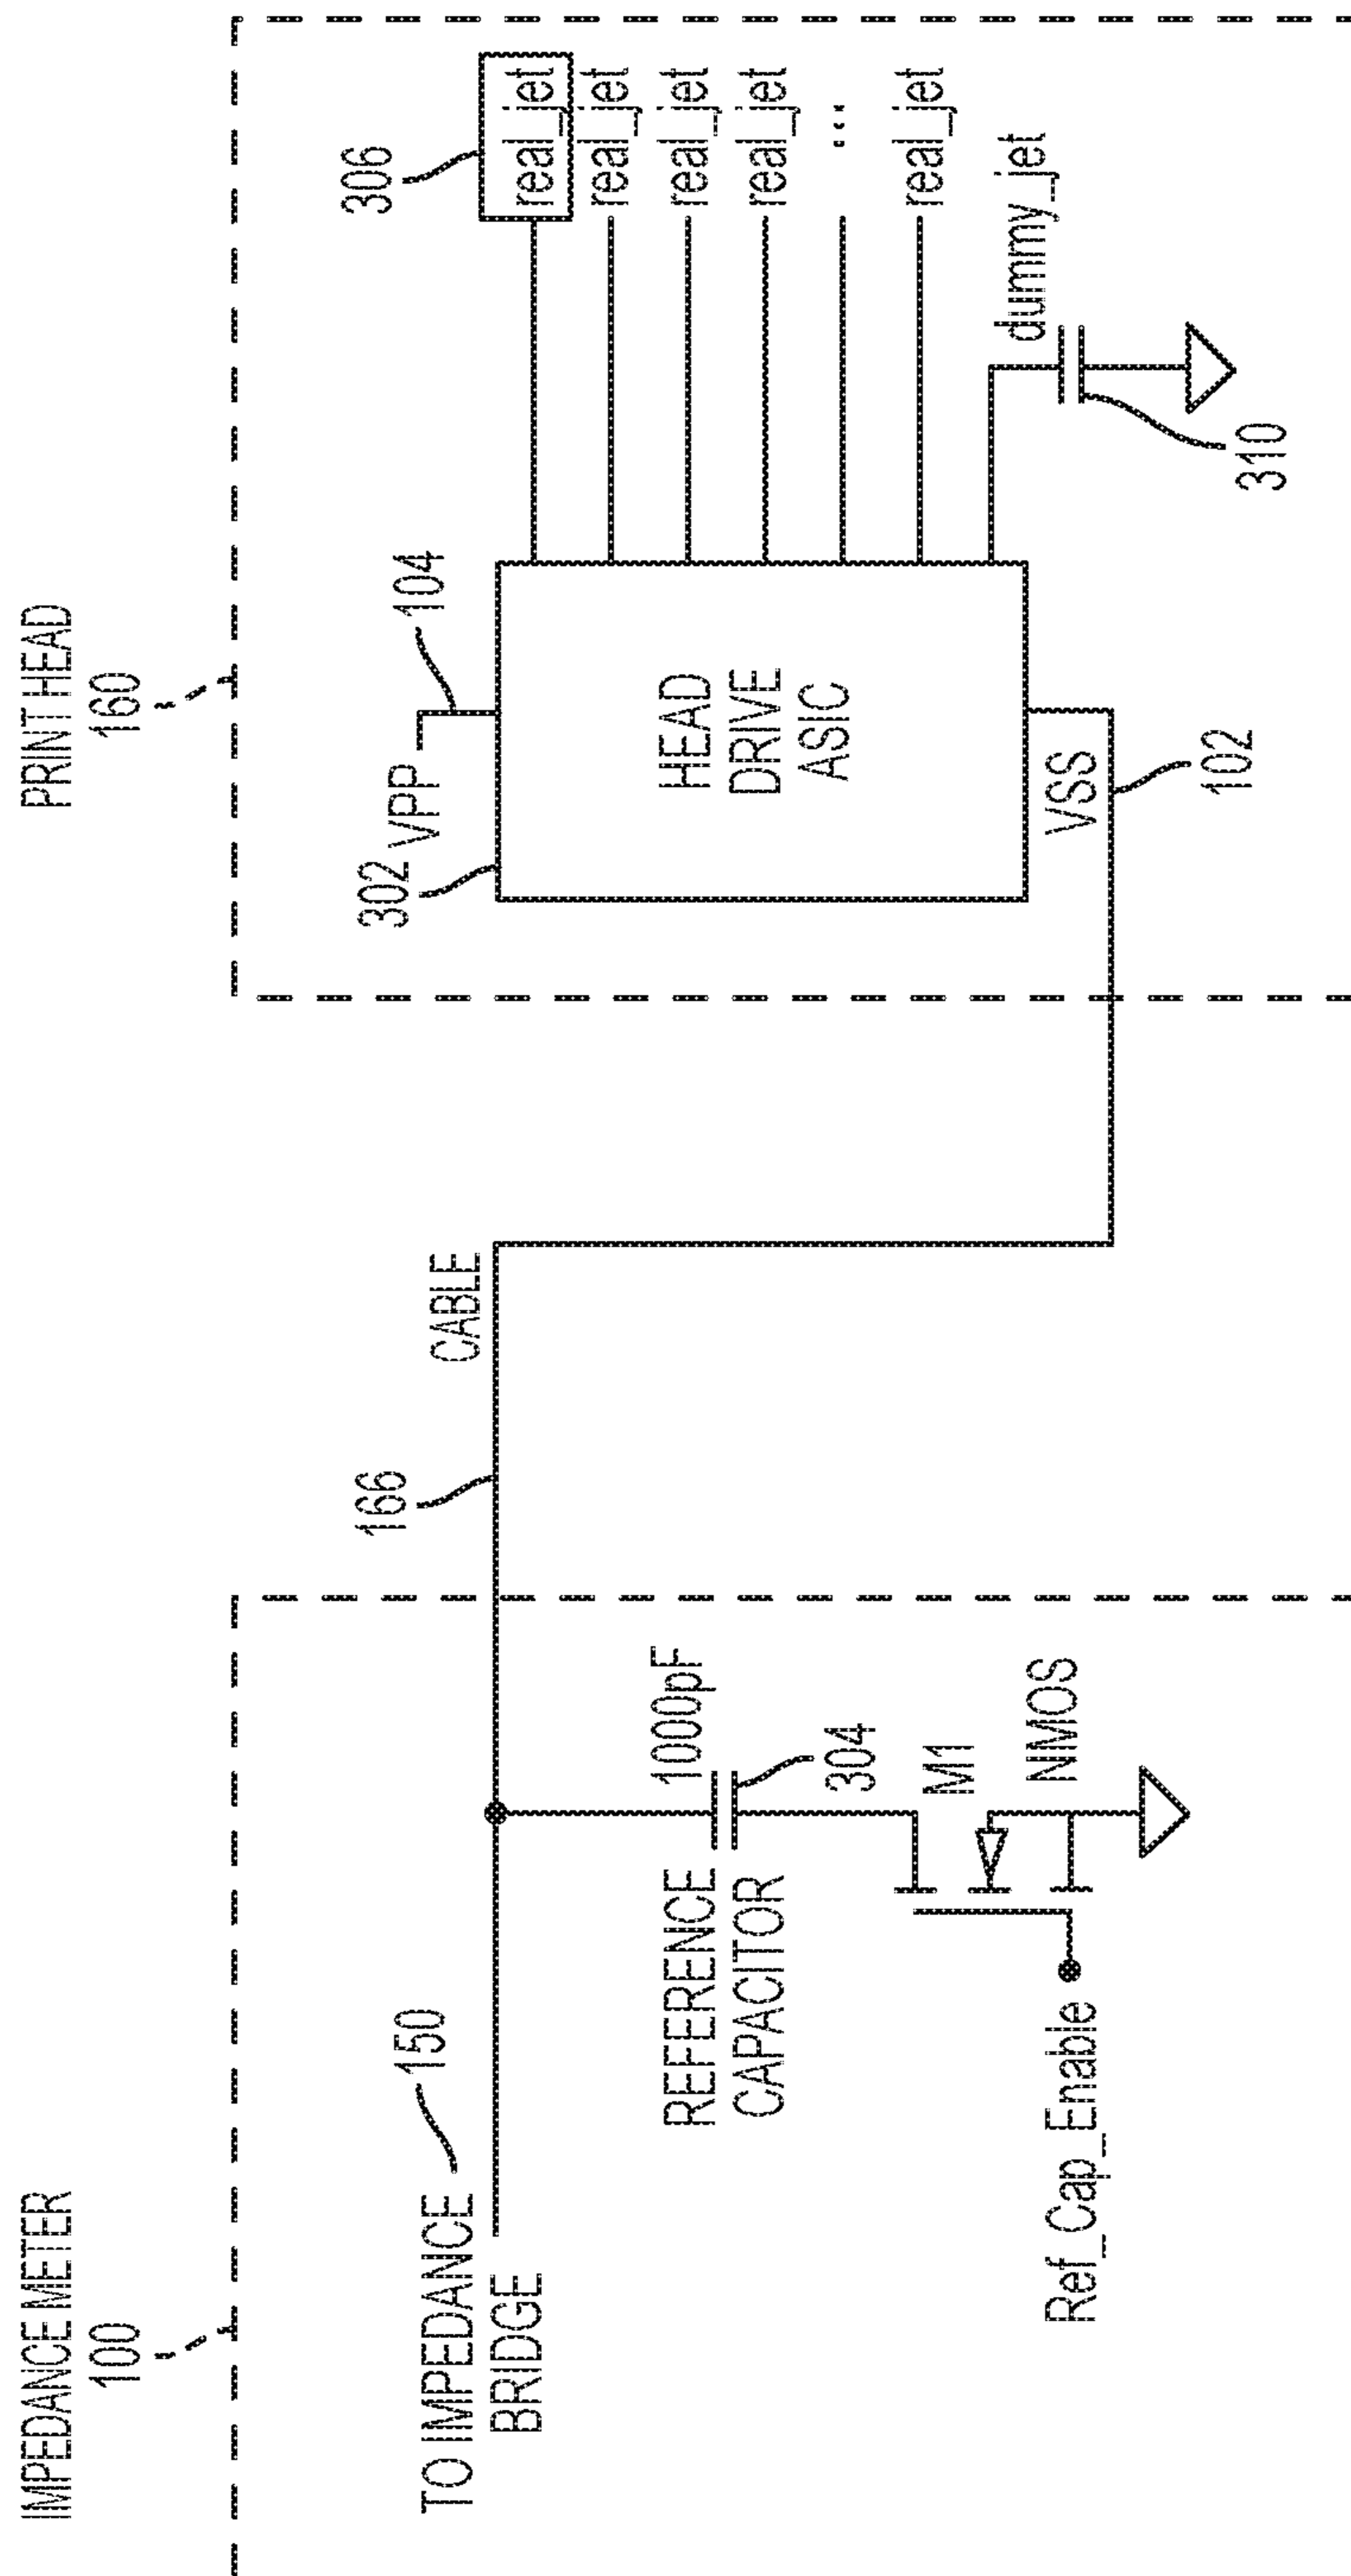 IMPEDANCE METER
100
TO IMPEDANCE
BRIDGE
150
REFERENCE
CAPACITOR
1000pF
304
M1
NMOS
Ref_Cap_Enable
166
CABLE
PRINT HEAD
160
302
VPP
104
HEAD
DRIVE
ASIC
VSS
102
306
real_jet
real_jet
real_jet
real_jet
...
real_jet
dummy_jet
310